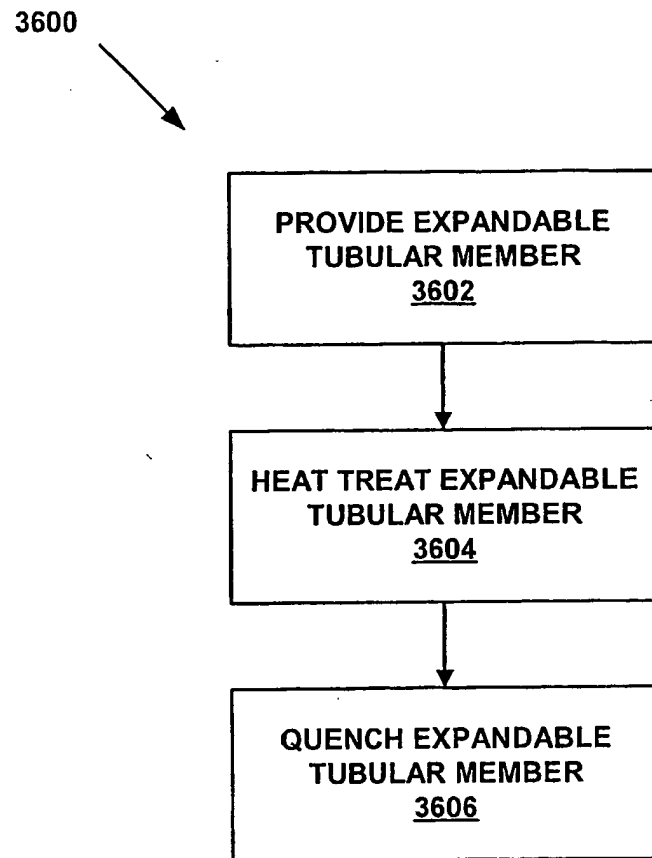 3600
PROVIDE EXPANDABLE
TUBULAR MEMBER
3602
HEAT TREAT EXPANDABLE
TUBULAR MEMBER
3604
QUENCH EXPANDABLE
TUBULAR MEMBER
3606